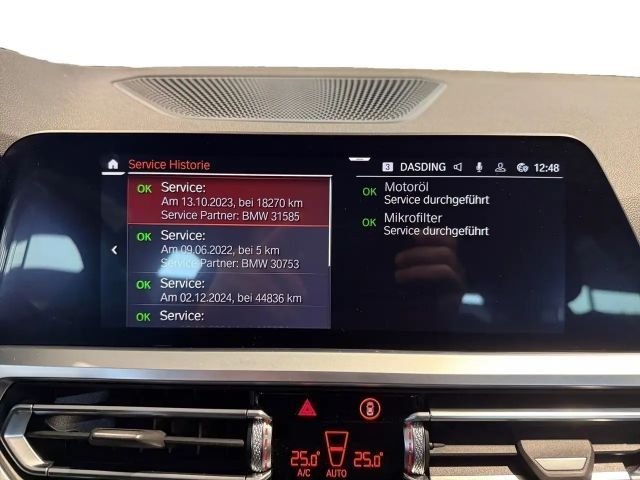 Service Historie
3 DASDING 12:48
OK Service:
Am 13.10.2023, bei 18270 km
Service Partner: BMW 31585
OK Service:
Am 09.06.2022, bei 5 km
Service Partner: BMW 30753
OK Service:
Am 02.12.2024, bei 44836 km
OK Service:
OK Motoröl
Service durchgeführt
OK Mikrofilter
Service durchgeführt
25.0° A/C AUTO 25.0°